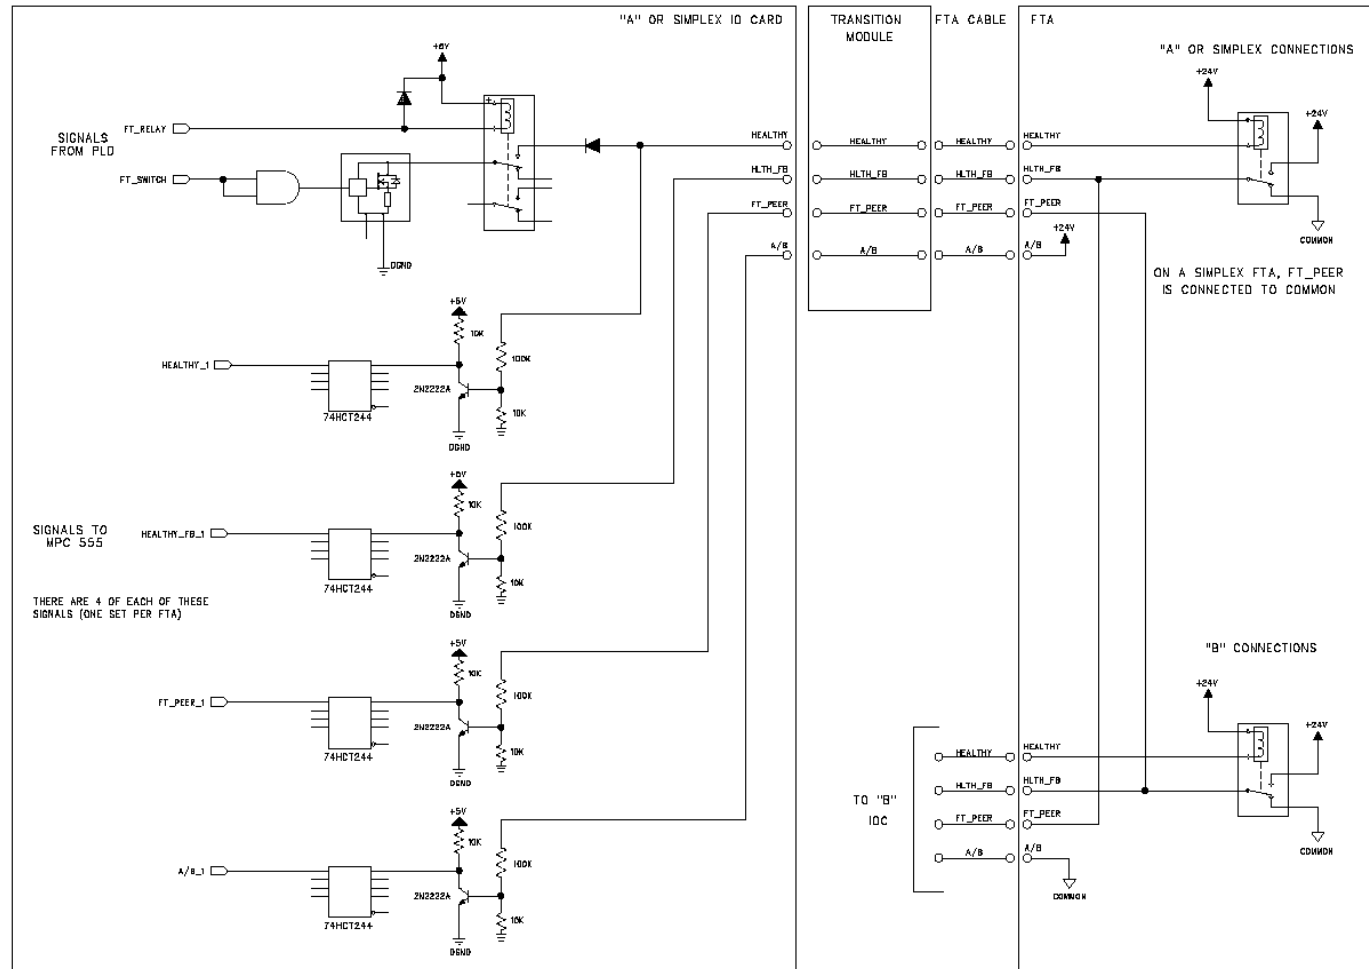 "A" OR SIMPLEX IO CARD
TRANSITION
MODULE
FTA CABLE
FTA
"A" OR SIMPLEX CONNECTIONS
+24V
+24V
SIGNALS
FROM PLD
FT_RELAY
FT_SWITCH
DGND
HEALTHY
HEALTHY
HEALTHY
HEALTHY
HLTH_FB
HLTH_FB
HLTH_FB
HLTH_FB
FT_PEER
FT_PEER
FT_PEER
FT_PEER
A/B
A/B
A/B
A/B
+24V
COMMON
ON A SIMPLEX FTA, FT_PEER
IS CONNECTED TO COMMON
+5V
10K
100K
HEALTHY_1
2N2222A
10K
74HCT244
DGND
10K
100K
SIGNALS TO
MPC 555
HEALTHY_FB_1
2N2222A
10K
74HCT244
DGND
THERE ARE 4 OF EACH OF THESE
SIGNALS (ONE SET PER FTA)
+5V
10K
100K
FT_PEER_1
2N2222A
10K
74HCT244
DGND
+5V
10K
100K
A/B_1
2N2222A
10K
74HCT244
DGND
"B" CONNECTIONS
+24V
+24V
TO "B"
IOC
HEALTHY
HEALTHY
HLTH_FB
HLTH_FB
FT_PEER
FT_PEER
A/B
A/B
COMMON
COMMON